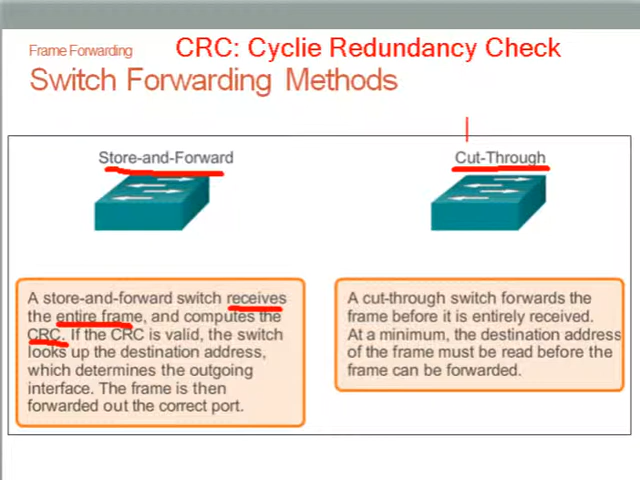 Frame Forwarding
CRC: Cyclie Redundancy Check
Switch Forwarding Methods
Store-and-Forward
Cut-Through
A store-and-forward switch receives
the entire frame, and computes the
CRC. If the CRC is valid, the switch
looks up the destination address,
which determines the outgoing
interface. The frame is then
forwarded out the correct port.
A cut-through switch forwards the
frame before it is entirely received.
At a minimum, the destination address
of the frame must be read before the
frame can be forwarded.